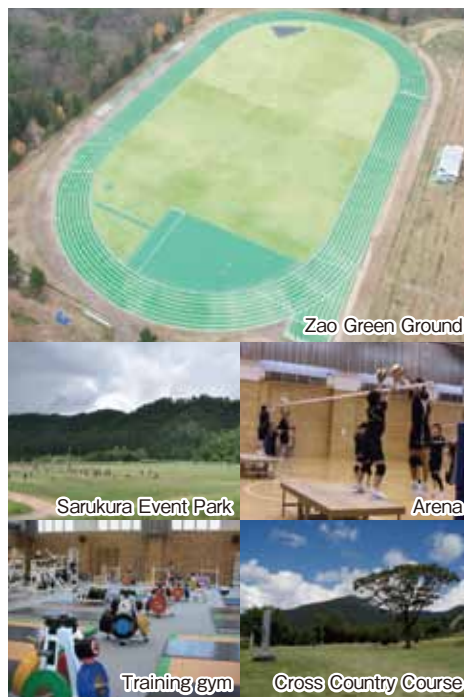 Zao Green Ground
Sarukura Event Park
Arena
Training gym
Cross Country Course